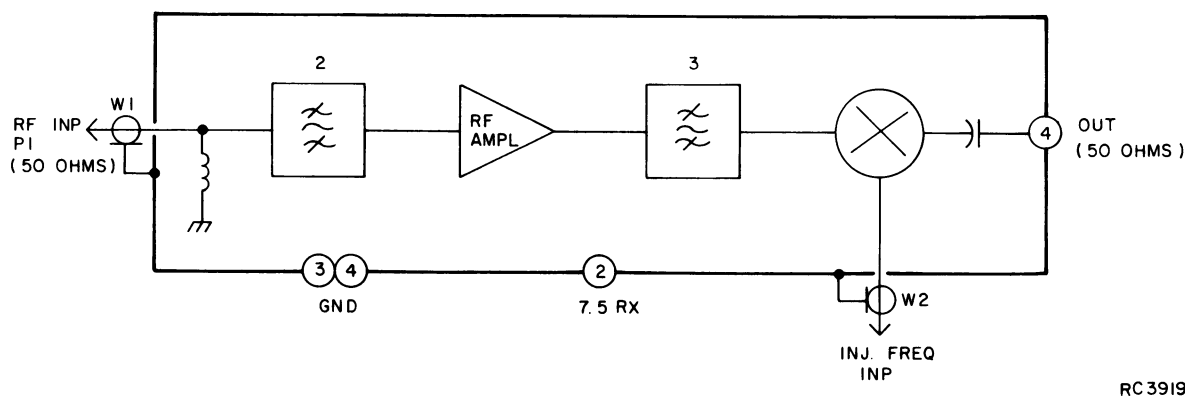 2
3
W1
RF INP
P1
(50 OHMS)
RF
AMPL
4
OUT
(50 OHMS)
3 4
GND
2
7.5 RX
W2
INJ. FREQ
INP
RC3919